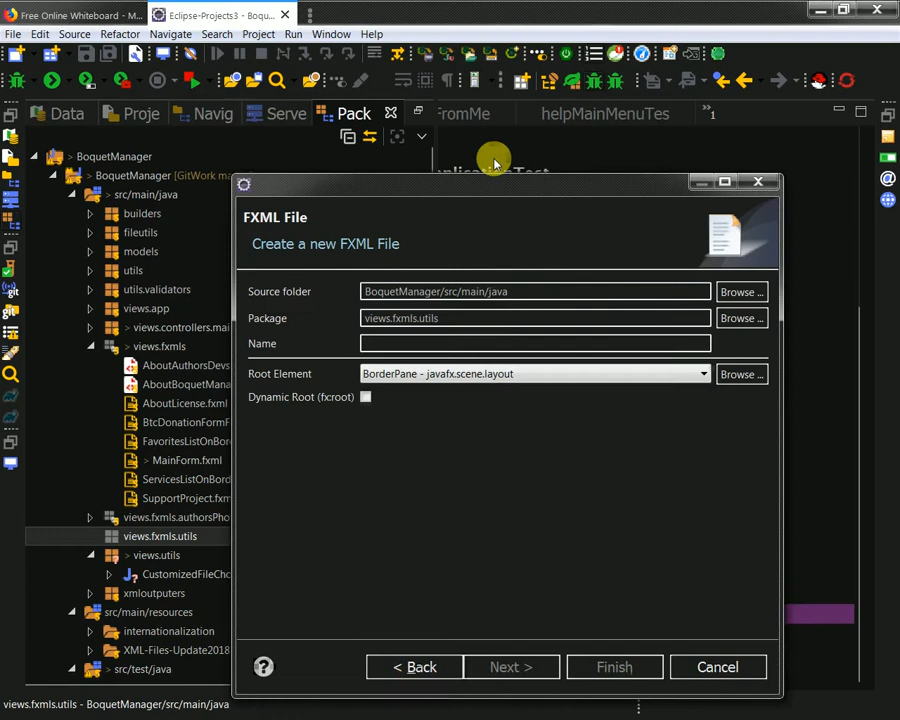 Free Online Whiteboard - M...
Eclipse-Projects3 - Boqu...
File Edit Source Refactor Navigate Search Project Run Window Help
Data Proje Navig Serve Pack fromMe helpMainMenuTes
1
> BoquetManager
> BoquetManager [GitWork m
src/main/java
builders
fileutils
models
utils
utils.validators
views.app
> views.controllers.mai
> views.fxmls
AboutAuthorsDevs
AboutBoquetMana
AboutLicense.fxml
BtcDonationFormF
FavoritesListOnBord
> MainForm.fxml
ServicesListOnBord
SupportProject.fxm
views.fxmls.authorsPho
views.fxmls.utils
> views.utils
CustomizedFileCho
xmloutputers
src/main/resources
internationalization
XML-Files-Update2018
src/test/java
FXML File
Create a new FXML File
Source folder BoquetManager/src/main/java Browse ...
Package views.fxmls.utils Browse ...
Name
Root Element BorderPane - javafx.scene.layout Browse ...
Dynamic Root (fx:root)
? < Back Next > Finish Cancel
views.fxmls.utils - BoquetManager/src/main/java